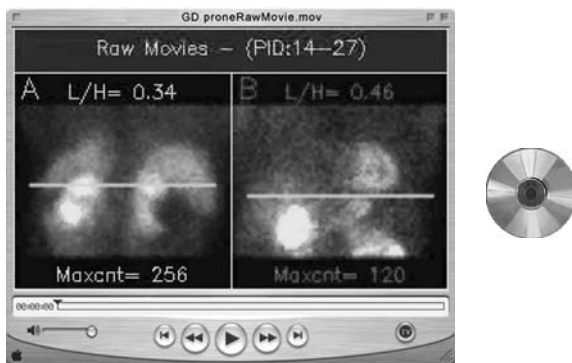 GD proneRawMovie.mov
Raw Movies - (PID:14--27)
A L/H= 0.34
B L/H= 0.46
Maxcnt= 256
Maxcnt= 120
00:00:00